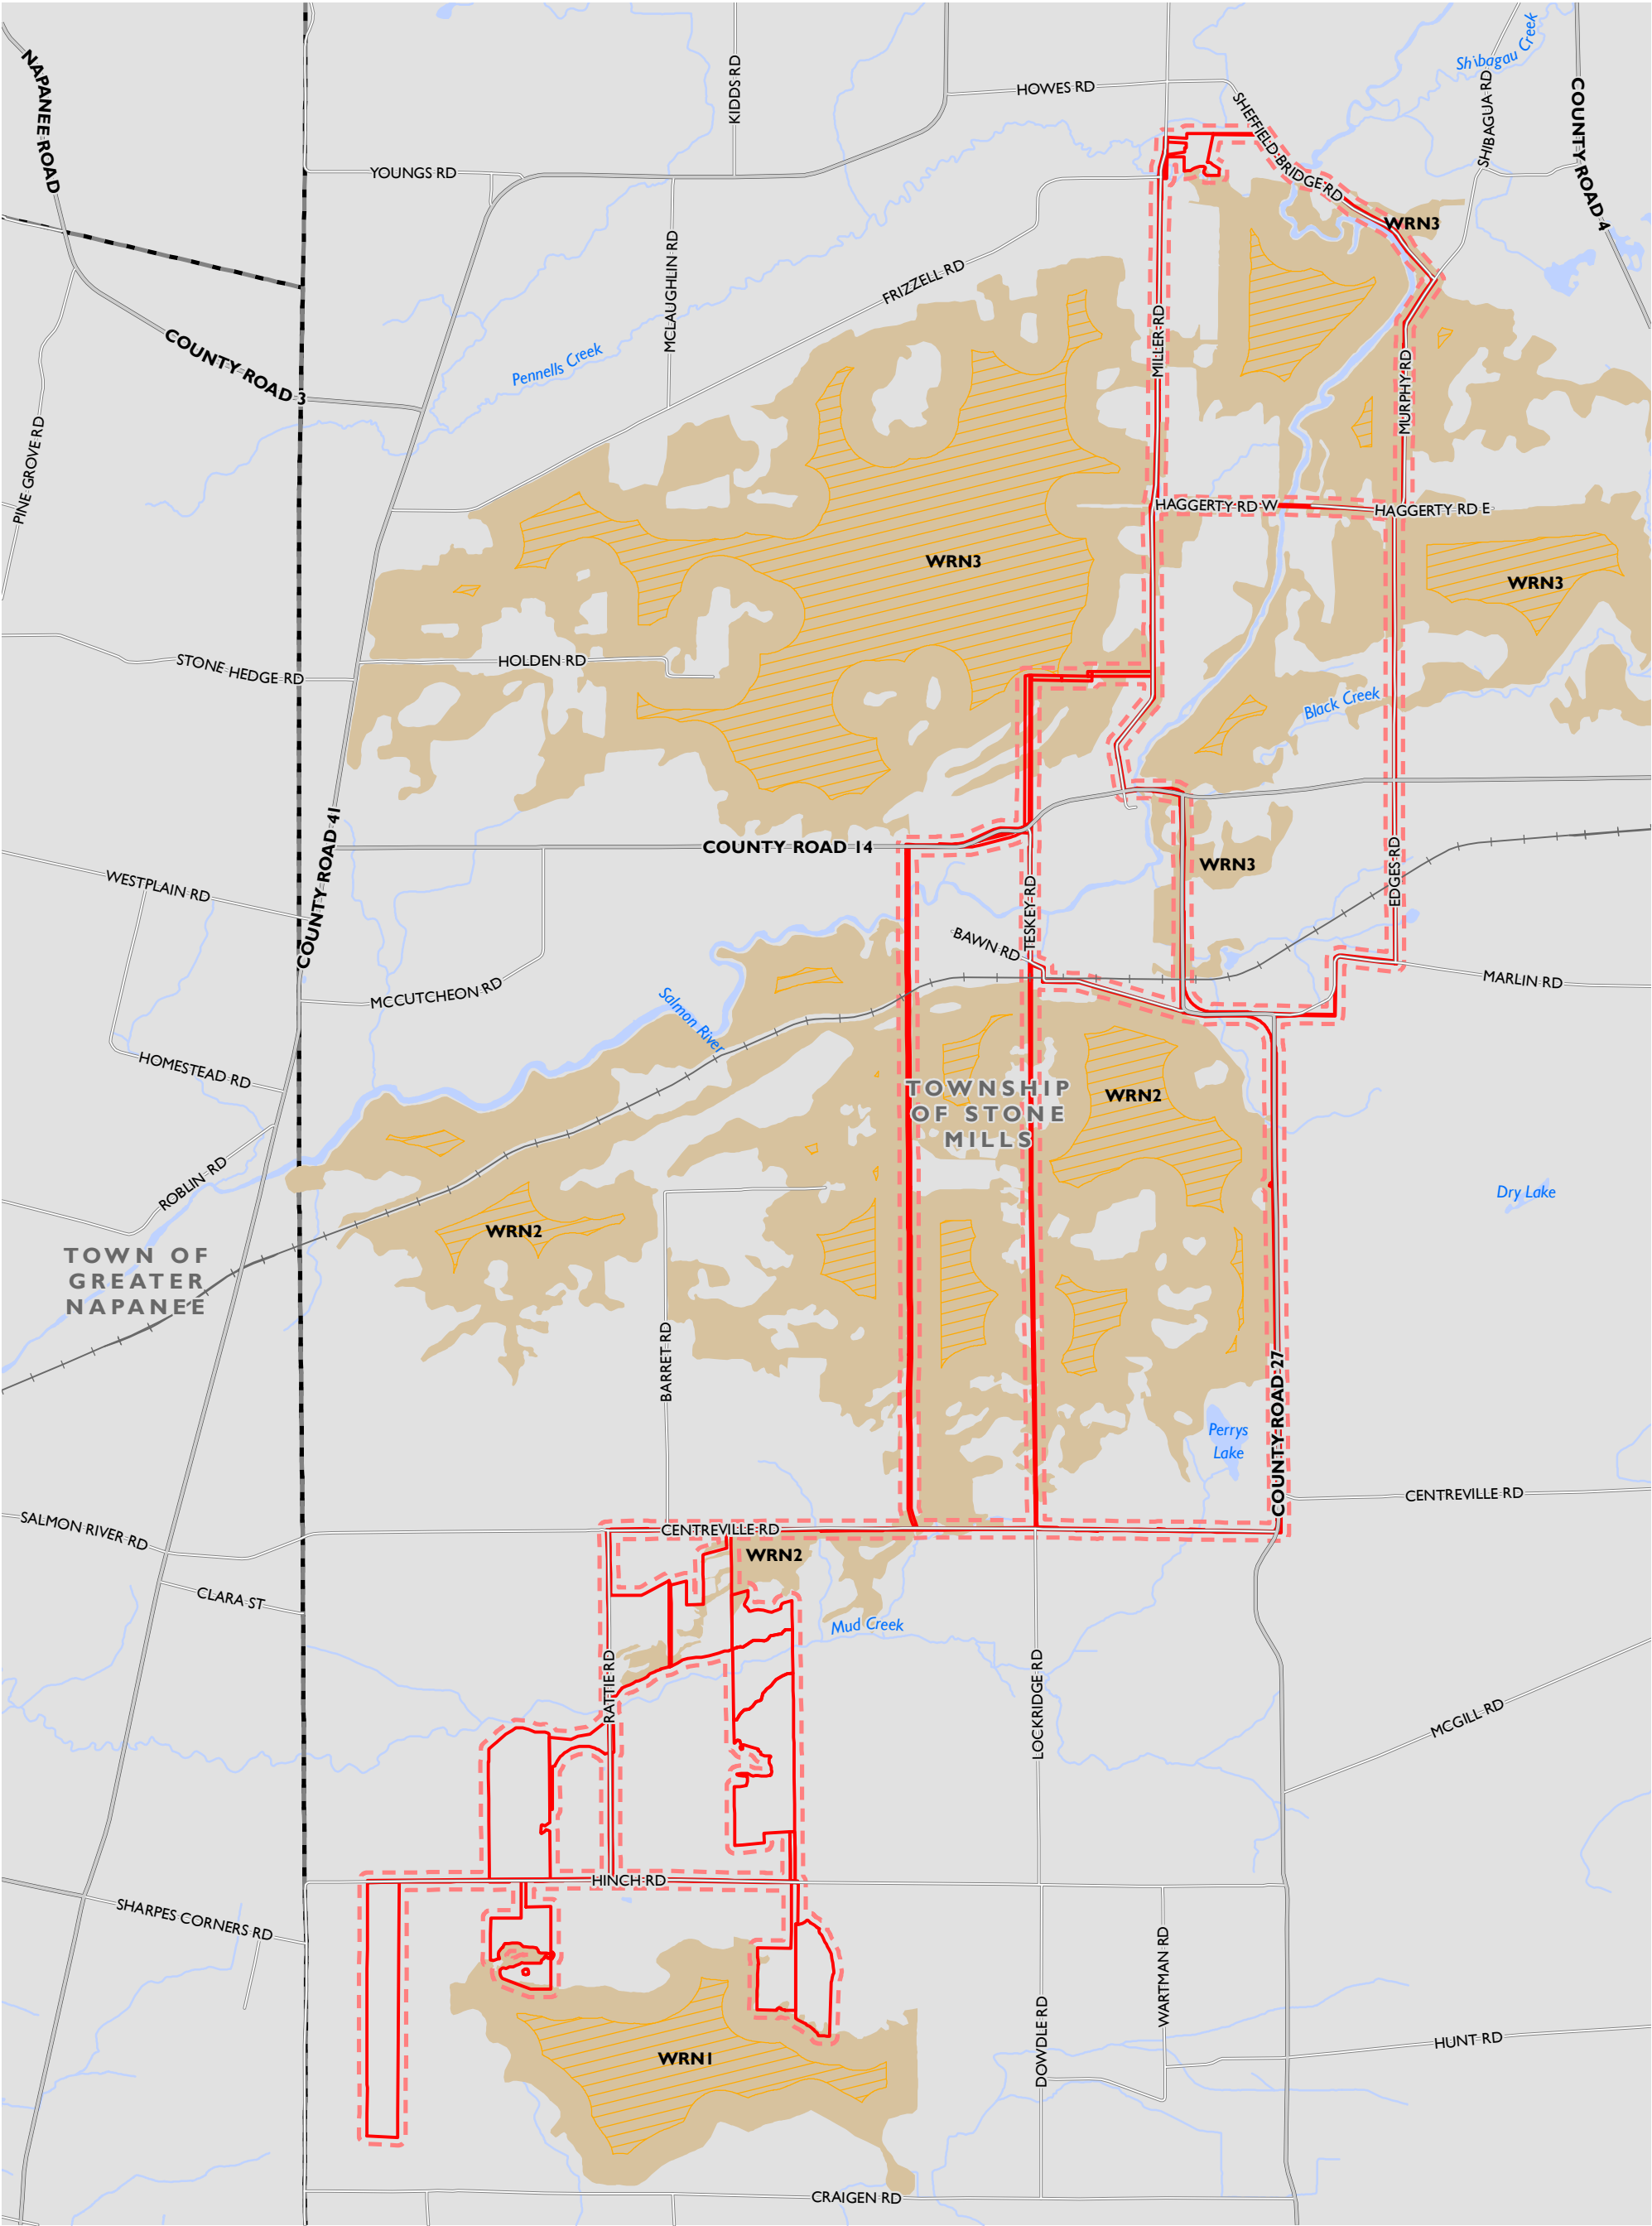 Shibagau Creek
NAPANEE ROAD
KIDDS RD
HOWES RD
SHEFFIELD BRIDGE RD
SHIBAGUA RD
COUNTY ROAD 4
YOUNGS RD
WRN3
MCLAUGHLIN RD
FRIZZELL RD
MILLER RD
COUNTY ROAD 3
Pennells Creek
MURPHY RD
PINE GROVE RD
HAGGERTY RD W
HAGGERTY RD E
WRN3
WRN3
STONE HEDGE RD
HOLDEN RD
Black Creek
COUNTY ROAD 41
COUNTY ROAD 14
WRN3
EDGES RD
WESTPLAIN RD
TESKEY RD
BAWN RD
MARLIN RD
MCCUTCHEON RD
Salmon River
HOMESTEAD RD
TOWNSHIP
OF STONE
MILLS
WRN2
ROBLIN RD
Dry Lake
WRN2
TOWN OF
GREATER
NAPANEE
BARRET RD
COUNTY ROAD 27
Perrys
Lake
CENTREVILLE RD
SALMON RIVER RD
CENTREVILLE RD
WRN2
CLARA ST
Mud Creek
RATTIE RD
LOCKRIDGE RD
MCGILL RD
HINCH RD
SHARPES CORNERS RD
WARTMAN RD
DOWDLE RD
HUNT RD
WRN1
CRAIGEN RD